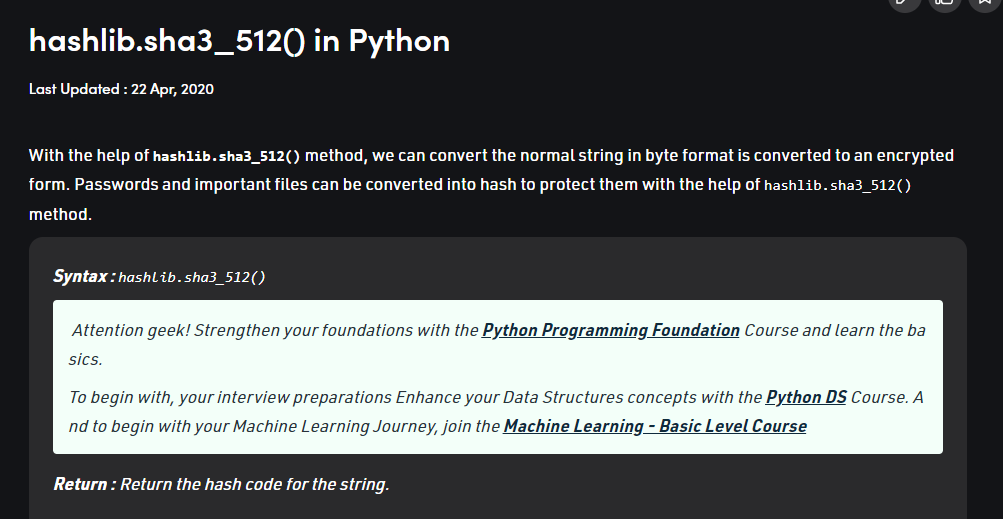 hashlib.sha3_512() in Python
Last Updated : 22 Apr, 2020
With the help of hashlib.sha3_512() method, we can convert the normal string in byte format is converted to an encrypted
form. Passwords and important files can be converted into hash to protect them with the help of hashlib.sha3_512()
method.
Syntax : hashlib.sha3_512()
Attention geek! Strengthen your foundations with the Python Programming Foundation Course and learn the ba
sics.
To begin with, your interview preparations Enhance your Data Structures concepts with the Python DS Course. A
nd to begin with your Machine Learning Journey, join the Machine Learning - Basic Level Course
Return : Return the hash code for the string.